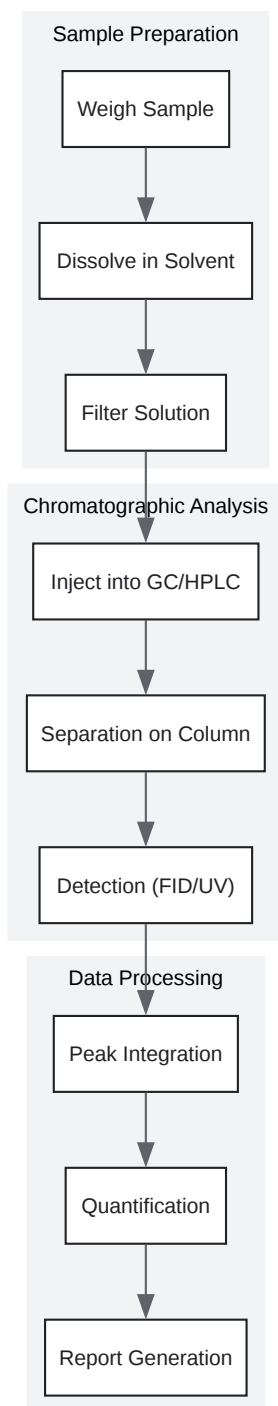 Sample Preparation
Weigh Sample
Dissolve in Solvent
Filter Solution
Chromatographic Analysis
Inject into GC/HPLC
Separation on Column
Detection (FID/UV)
Data Processing
Peak Integration
Quantification
Report Generation